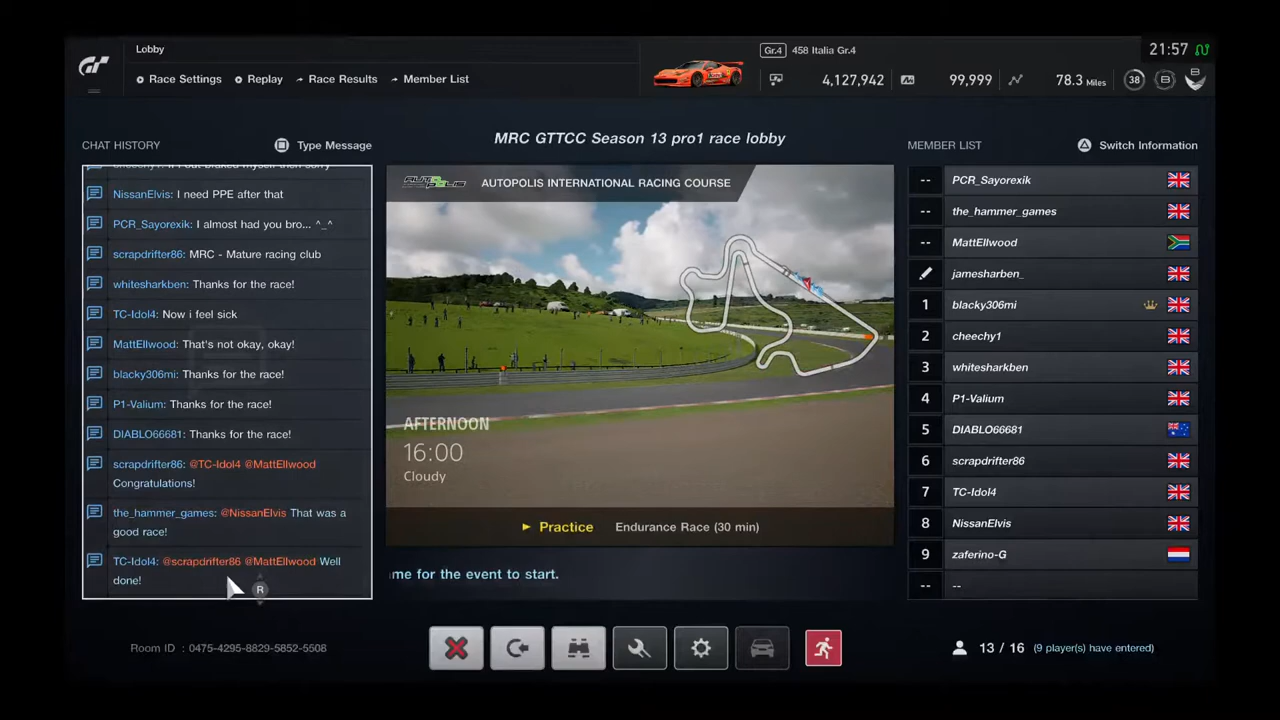 Lobby
Race Settings
Replay
Race Results
Member List
Gr.4
458 Italia Gr.4
4,127,942
99,999
78.3 Miles
38
B
B
21:57
CHAT HISTORY
Type Message
NissanElvis: I need PPE after that
PCR_Sayorexik: I almost had you bro... ^_^
scrapdrifter86: MRC - Mature racing club
whitesharkben: Thanks for the race!
TC-Idol4: Now i feel sick
MattEllwood: That's not okay, okay!
blacky306mi: Thanks for the race!
P1-Valium: Thanks for the race!
DIABLO66681: Thanks for the race!
scrapdrifter86: @TC-Idol4 @MattEllwood
Congratulations!
the_hammer_games: @NissanElvis That was a
good race!
TC-Idol4: @scrapdrifter86 @MattEllwood Well
done!
R
MRC GTTCC Season 13 pro1 race lobby
AUTOPOLIS
AUTOPOLIS INTERNATIONAL RACING COURSE
AFTERNOON
16:00
Cloudy
Practice
Endurance Race (30 min)
me for the event to start.
MEMBER LIST
Switch Information
-- PCR_Sayorexik
-- the_hammer_games
-- MattEllwood
jamesharben_
1 blacky306mi
2 cheechy1
3 whitesharkben
4 P1-Valium
5 DIABLO66681
6 scrapdrifter86
7 TC-Idol4
8 NissanElvis
9 zaferino-G
-- --
Room ID : 0475-4295-8829-5852-5508
13 / 16 (9 player(s) have entered)